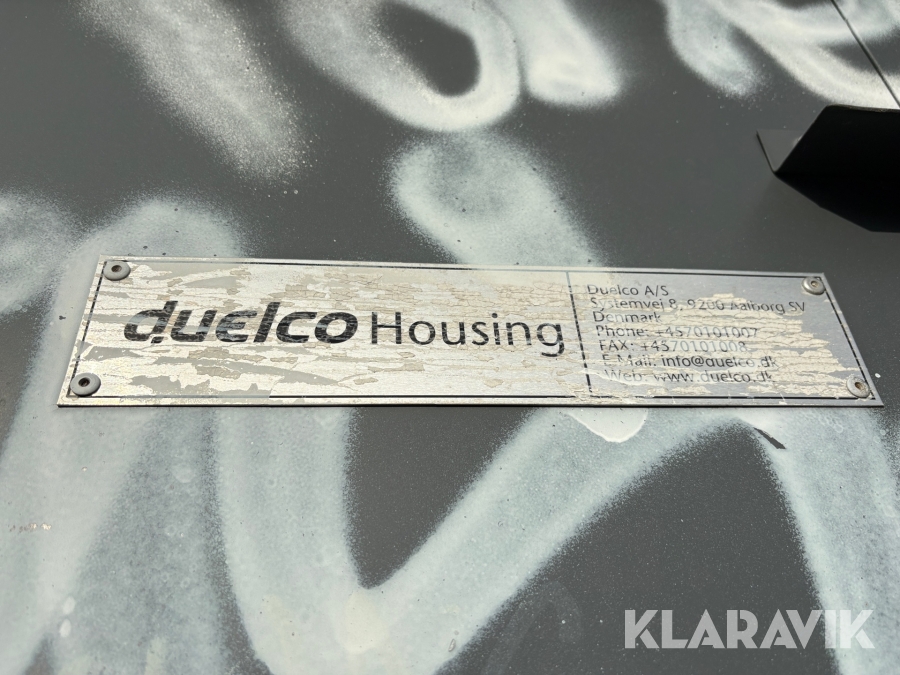 duelco Housing
Duelco A/S
Systemvej 8, 9200 Aalborg SV
Denmark
Phone: +4570101007
FAX: +4570101008
E-Mail: info@duelco.dk
Web: www.duelco.dk
KLARAVIK